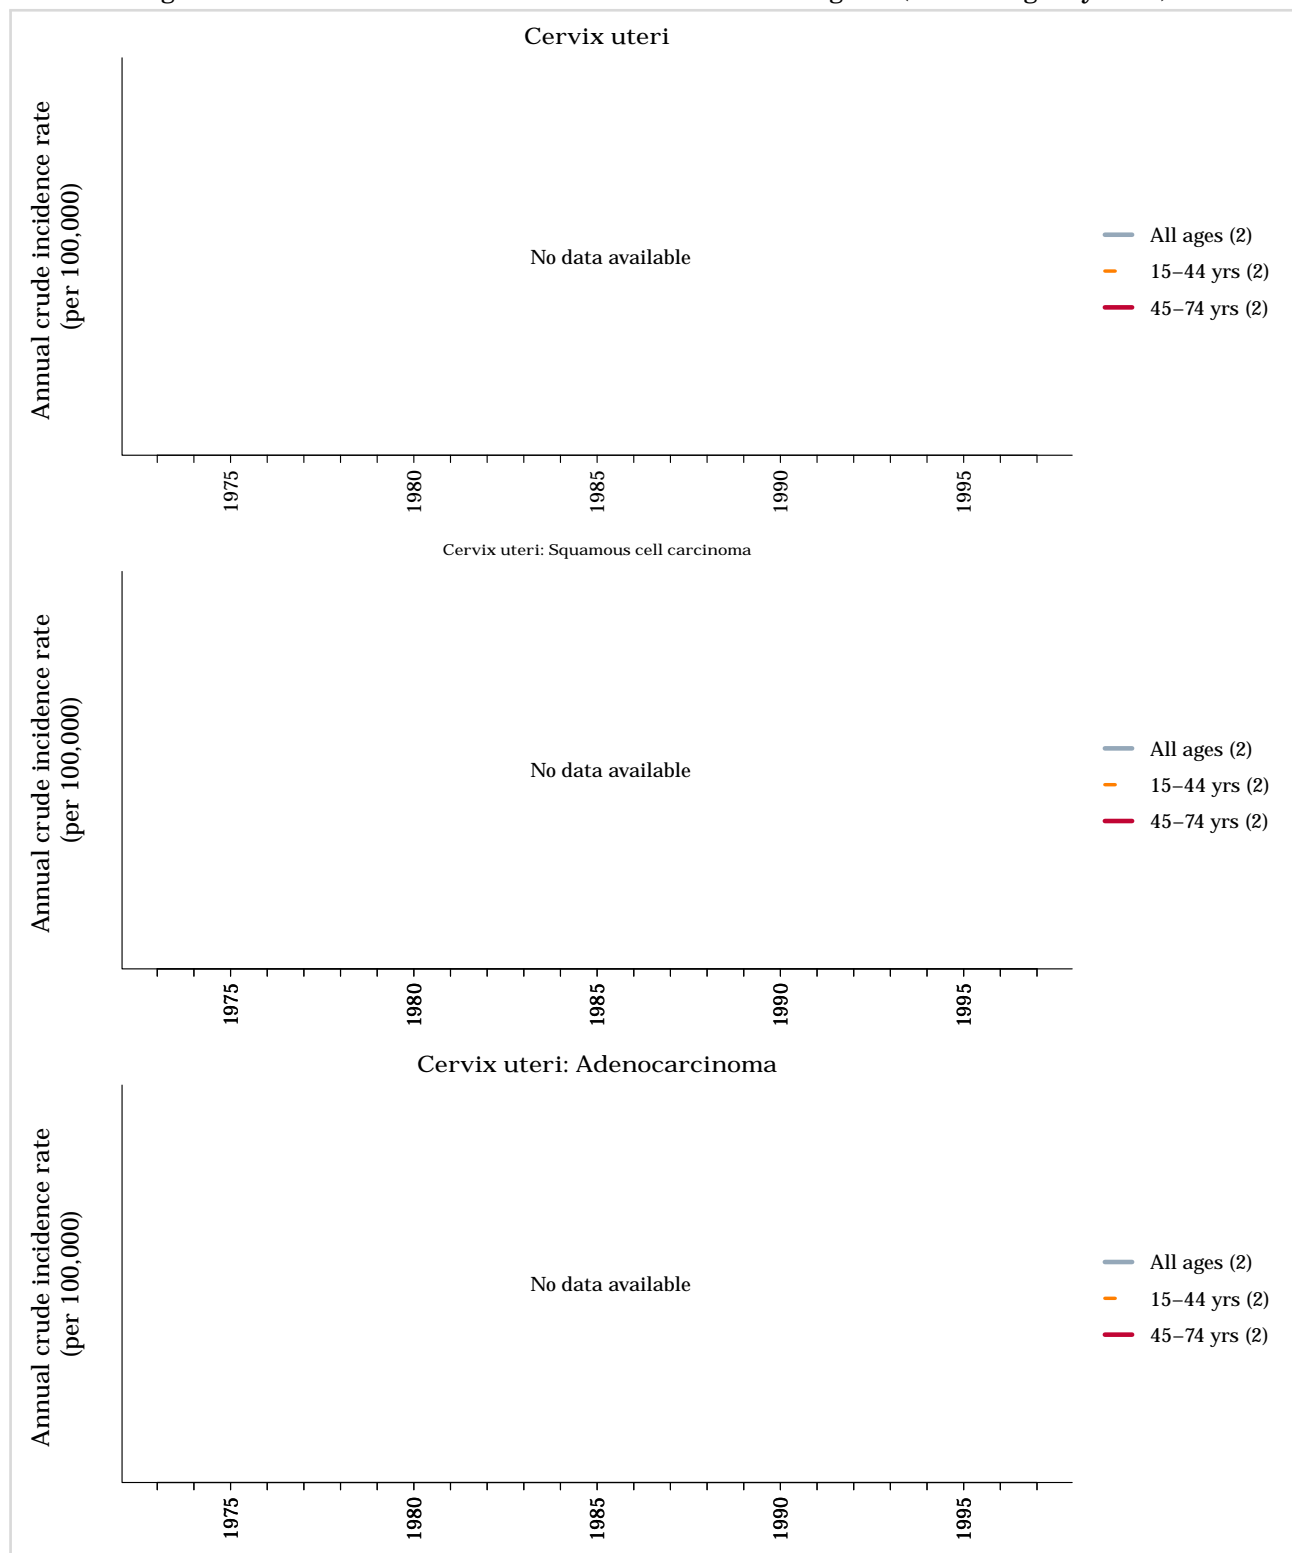 Cervix uteri
Annual crude incidence rate
(per 100,000)
No data available
All ages (2)
15–44 yrs (2)
45–74 yrs (2)
1975
1980
1985
1990
1995
Cervix uteri: Squamous cell carcinoma
Annual crude incidence rate
(per 100,000)
No data available
All ages (2)
15–44 yrs (2)
45–74 yrs (2)
1975
1980
1985
1990
1995
Cervix uteri: Adenocarcinoma
Annual crude incidence rate
(per 100,000)
No data available
All ages (2)
15–44 yrs (2)
45–74 yrs (2)
1975
1980
1985
1990
1995